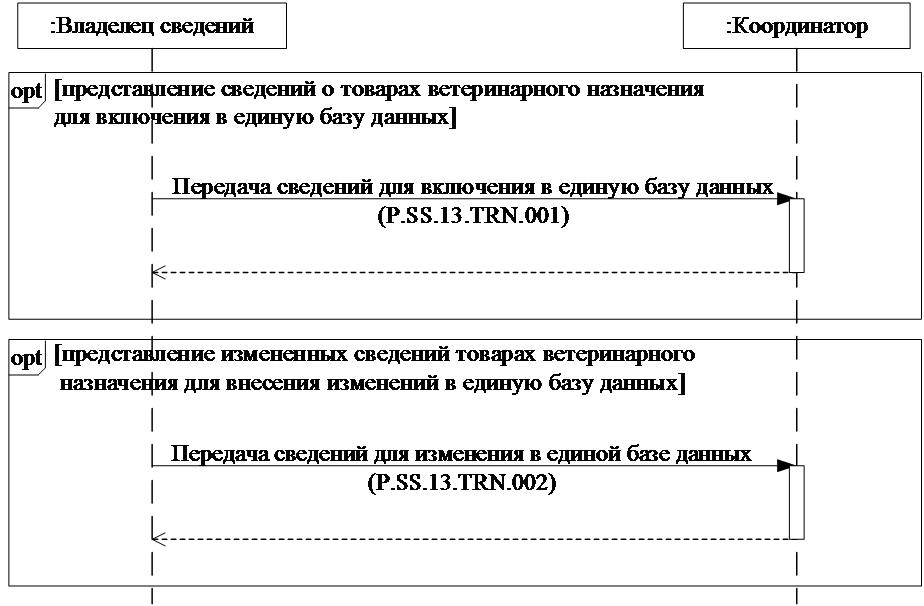 :Владелец сведений
:Координатор
opt
[представление сведений о товарах ветеринарного назначения
для включения в единую базу данных]
Передача сведений для включения в единую базу данных
(P.SS.13.TRN.001)
opt
[представление измененных сведений товарах ветеринарного
назначения для внесения изменений в единую базу данных]
Передача сведений для изменения в единой базе данных
(P.SS.13.TRN.002)